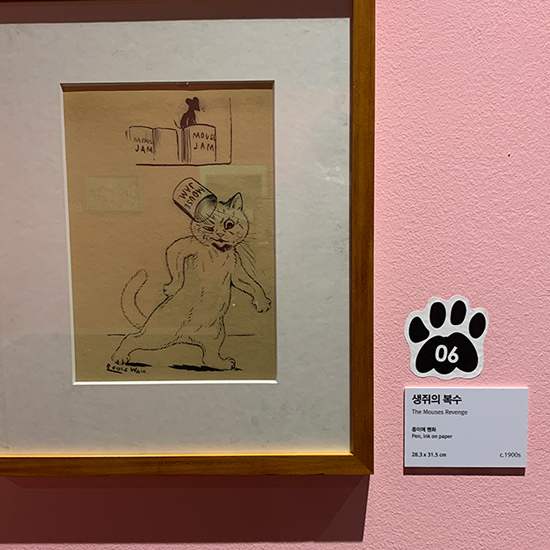 MOUSE
JAM
MOUSE
JAM
MOUSE
JAM
Louis Wain.
06
생쥐의 복수
The Mouses Revenge
종이에 펜화
Pen, ink on paper
28.3 x 31.5 cm
c.1900s